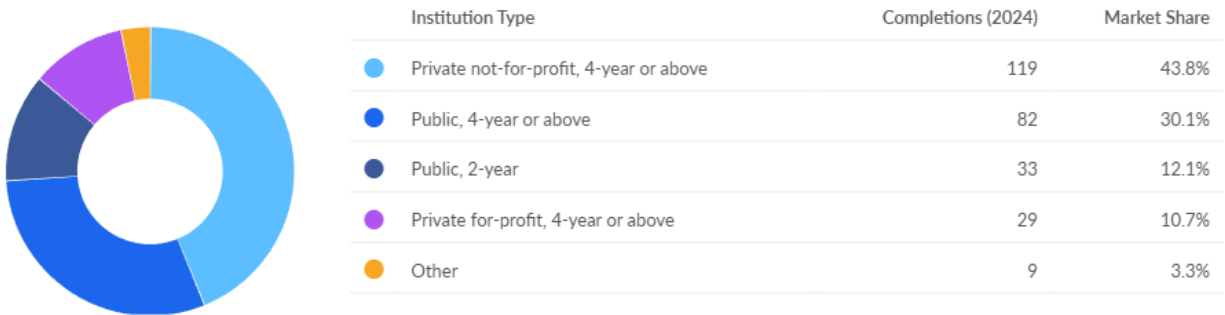 Institution Type Completions (2024) Market Share
Private not-for-profit, 4-year or above 119 43.8%
Public, 4-year or above 82 30.1%
Public, 2-year 33 12.1%
Private for-profit, 4-year or above 29 10.7%
Other 9 3.3%